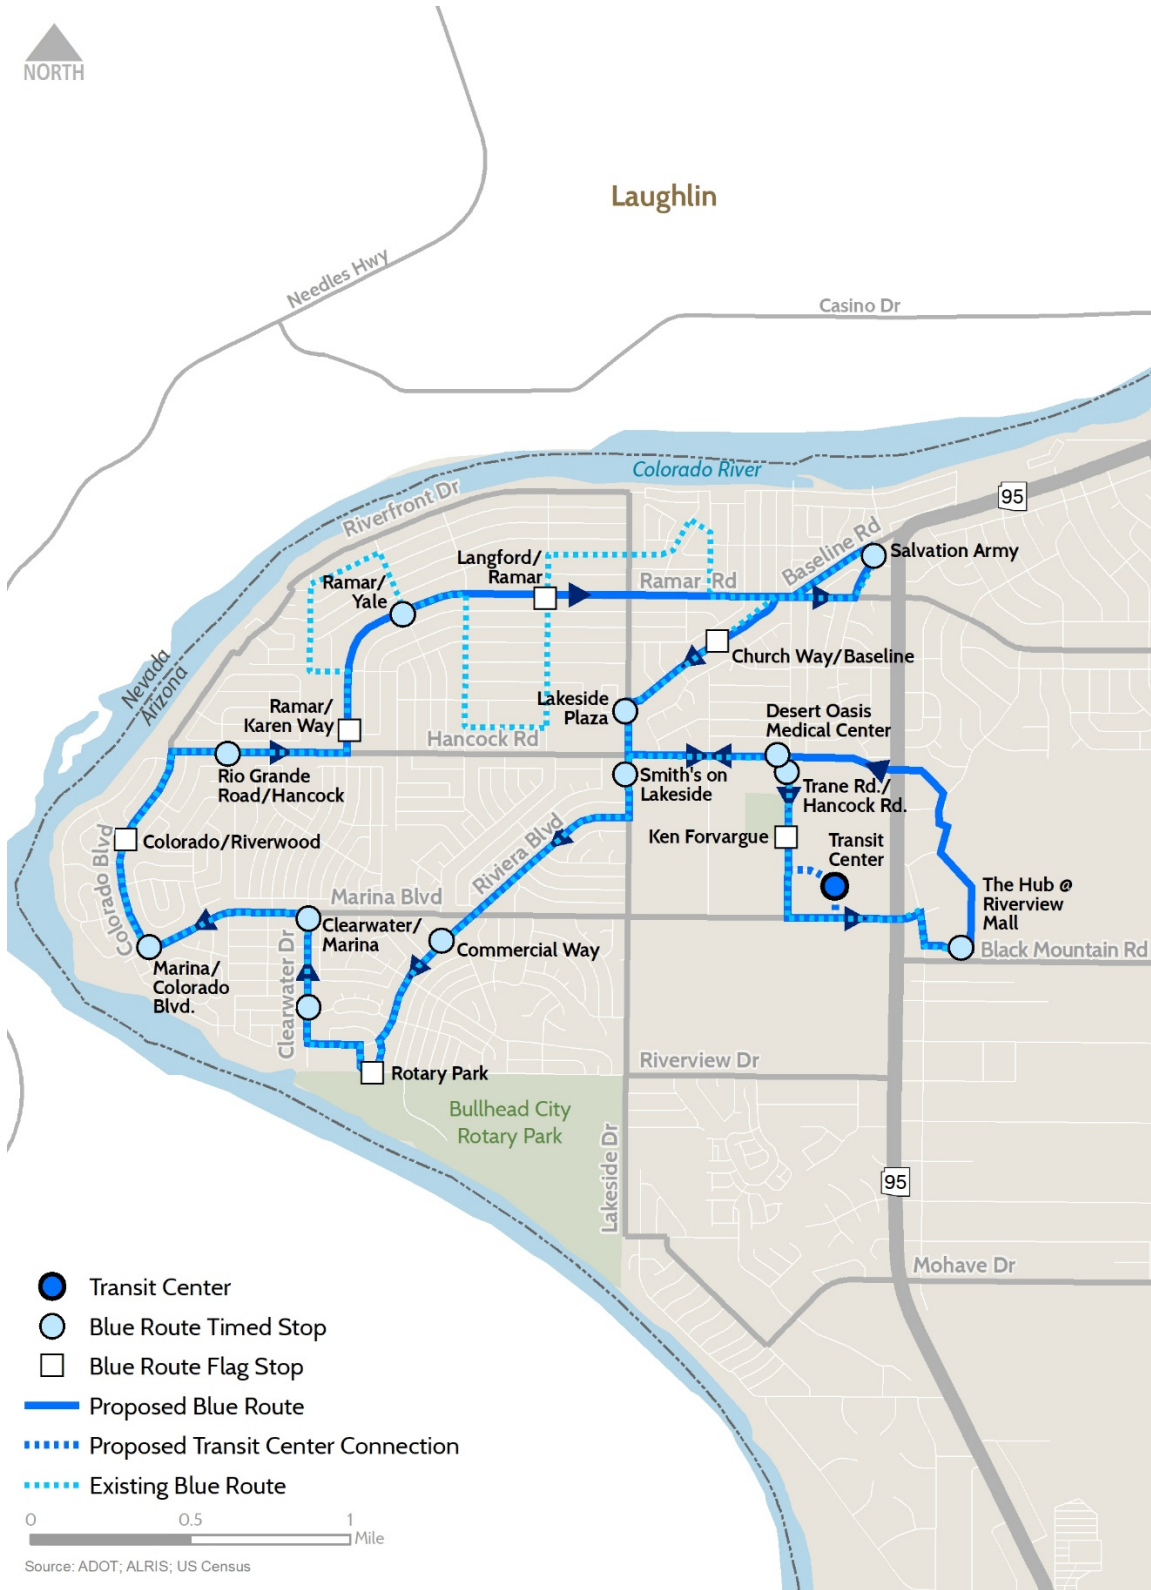 NORTH
Laughlin
Needles Hwy
Casino Dr
Colorado River
95
Riverfront Dr
Baseline Rd
Salvation Army
Langford/
Ramar
Ramar Rd
Ramar/
Yale
Church Way/Baseline
Nevada
Arizona
Ramar/
Karen Way
Lakeside
Plaza
Desert Oasis
Medical Center
Hancock Rd
Rio Grande
Road/Hancock
Smith's on
Lakeside
Trane Rd./
Hancock Rd.
Colorado/Riverwood
Ken Forvargue
Transit
Center
Colorado Blvd
Riviera Blvd
The Hub @
Riverview
Mall
Marina Blvd
Clearwater/
Marina
Commercial Way
Black Mountain Rd
Marina/
Colorado
Blvd.
Clearwater Dr
Rotary Park
Riverview Dr
Bullhead City
Rotary Park
Lakeside Dr
95
Mohave Dr
Transit Center
Blue Route Timed Stop
Blue Route Flag Stop
Proposed Blue Route
Proposed Transit Center Connection
Existing Blue Route
0 0.5 1
Mile
Source: ADOT; ALRIS; US Census